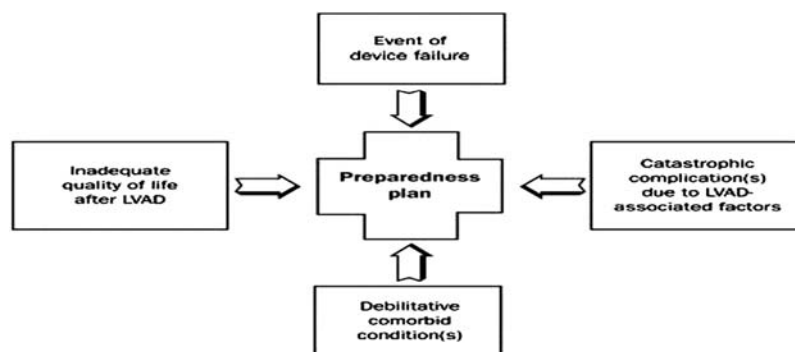 Event of
device failure
Inadequate
quality of life
after LVAD
Preparedness
plan
Catastrophic
complication(s)
due to LVAD-
associated factors
Debilitative
comorbid
condition(s)